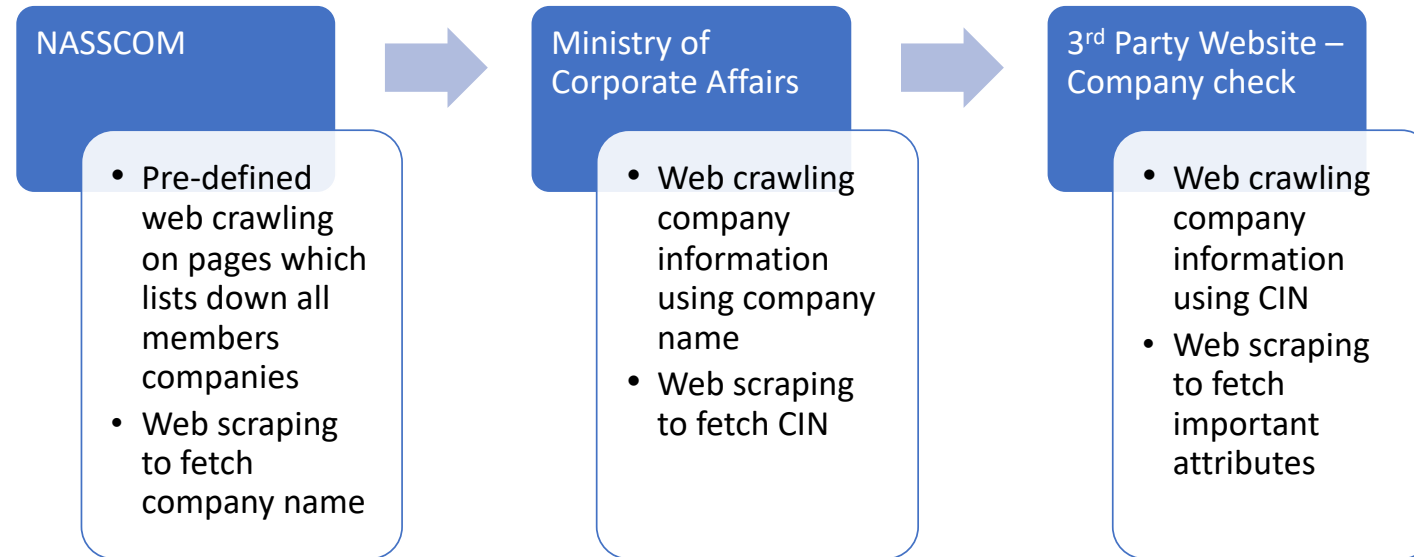 NASSCOM
• Pre-defined
web crawling
on pages which
lists down all
members
companies
• Web scraping
to fetch
company name
Ministry of
Corporate Affairs
• Web crawling
company
information
using company
name
• Web scraping
to fetch CIN
3rd Party Website –
Company check
• Web crawling
company
information
using CIN
• Web scraping
to fetch
important
attributes